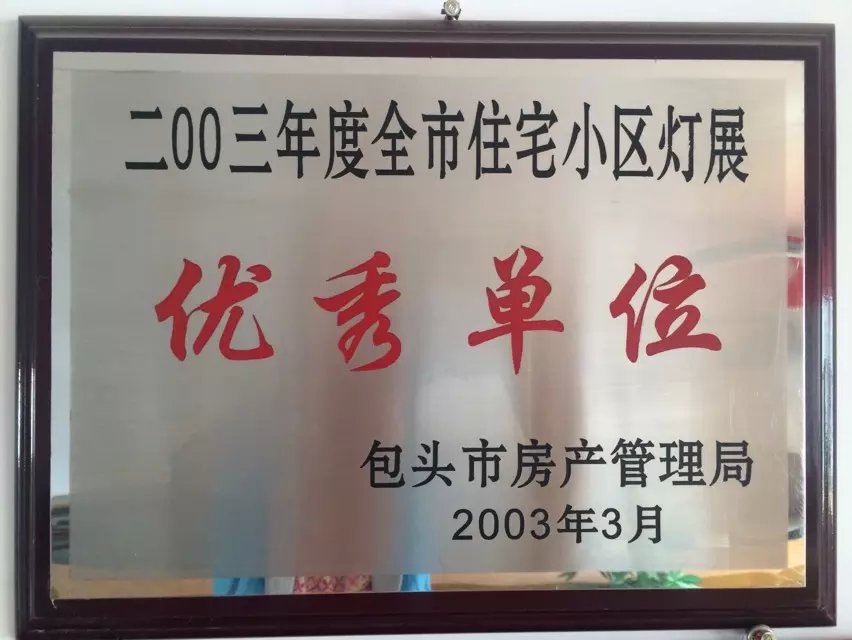 二00三年度全市住宅小区灯展
优秀单位
包头市房产管理局
2003年3月